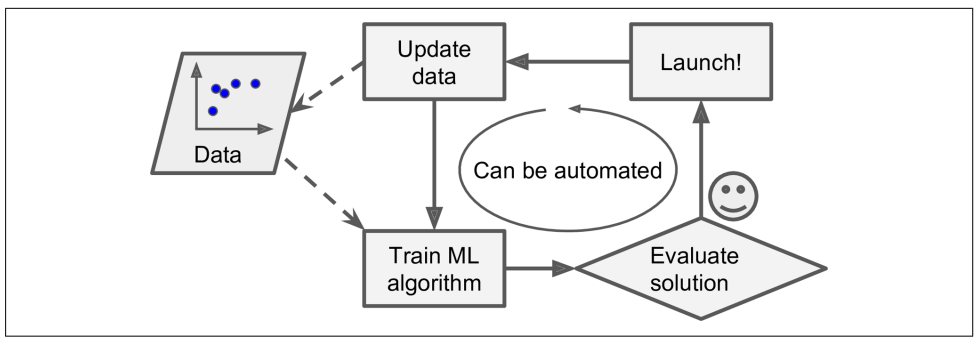 Update
data
Launch!
Data
Can be automated
Train ML
algorithm
Evaluate
solution